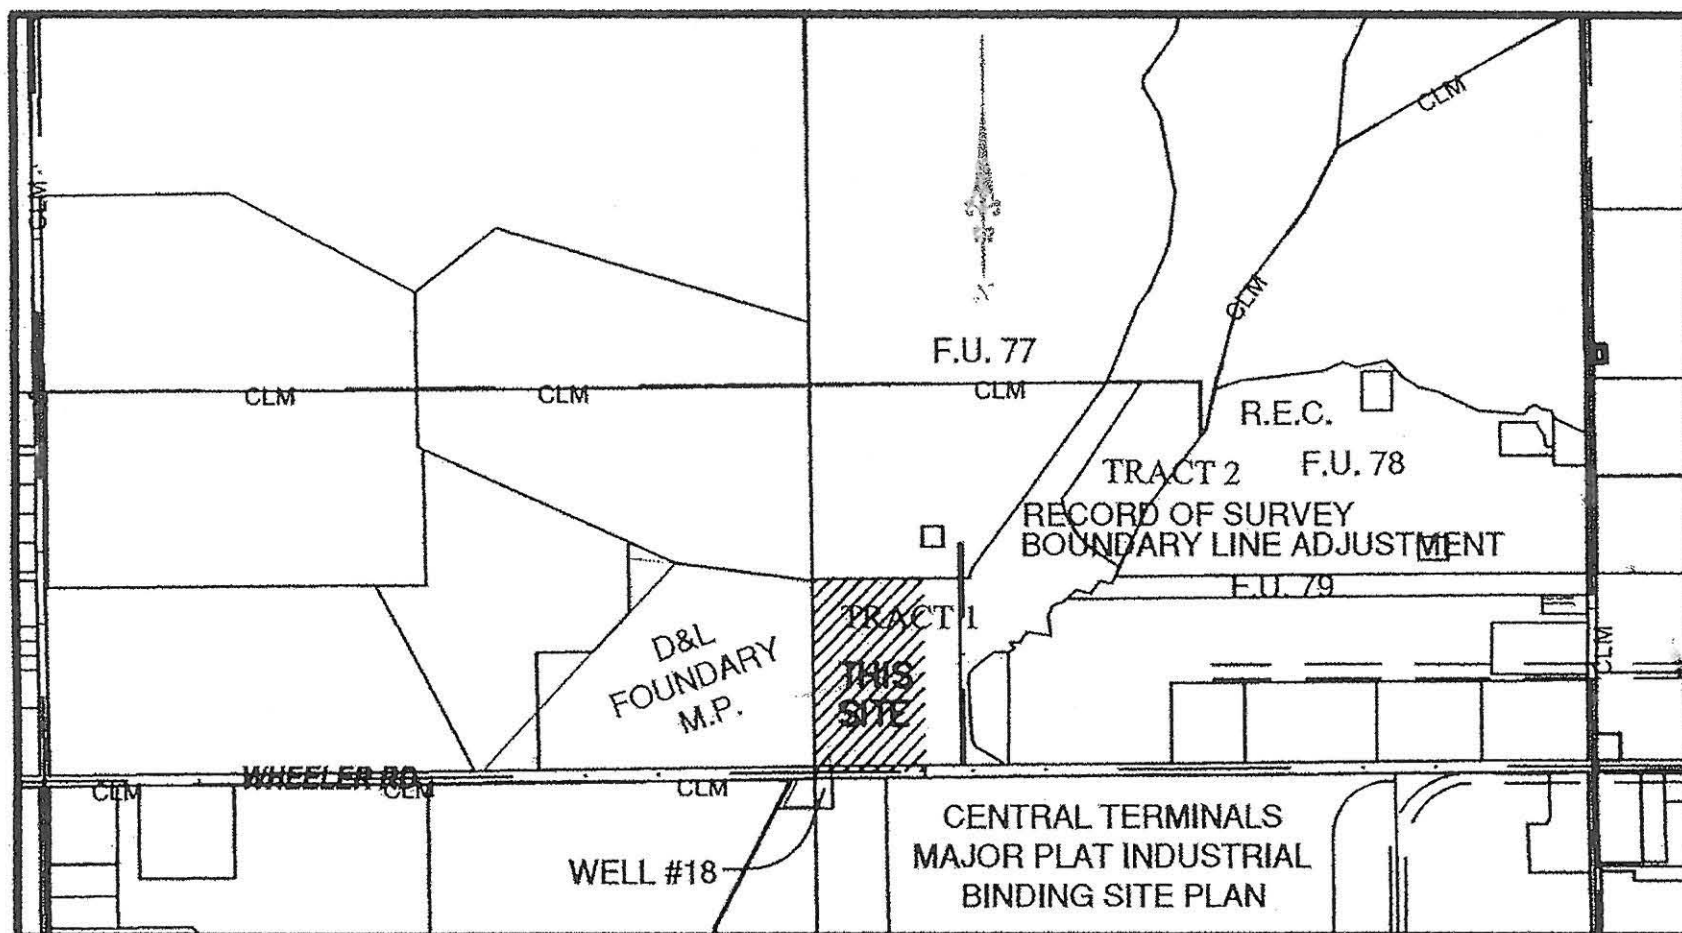 CLM
CLM
N
F.U. 77
CLM
CLM
CLM
CLM
R.E.C.
TRACT 2
F.U. 78
RECORD OF SURVEY
BOUNDARY LINE ADJUSTMENT
F.U. 79
TRACT 1
D&L
FOUNDARY
M.P.
THIS
SITE
CLM
WHEELER RD.
CLM
CLM
CLM
WELL #18
CENTRAL TERMINALS
MAJOR PLAT INDUSTRIAL
BINDING SITE PLAN